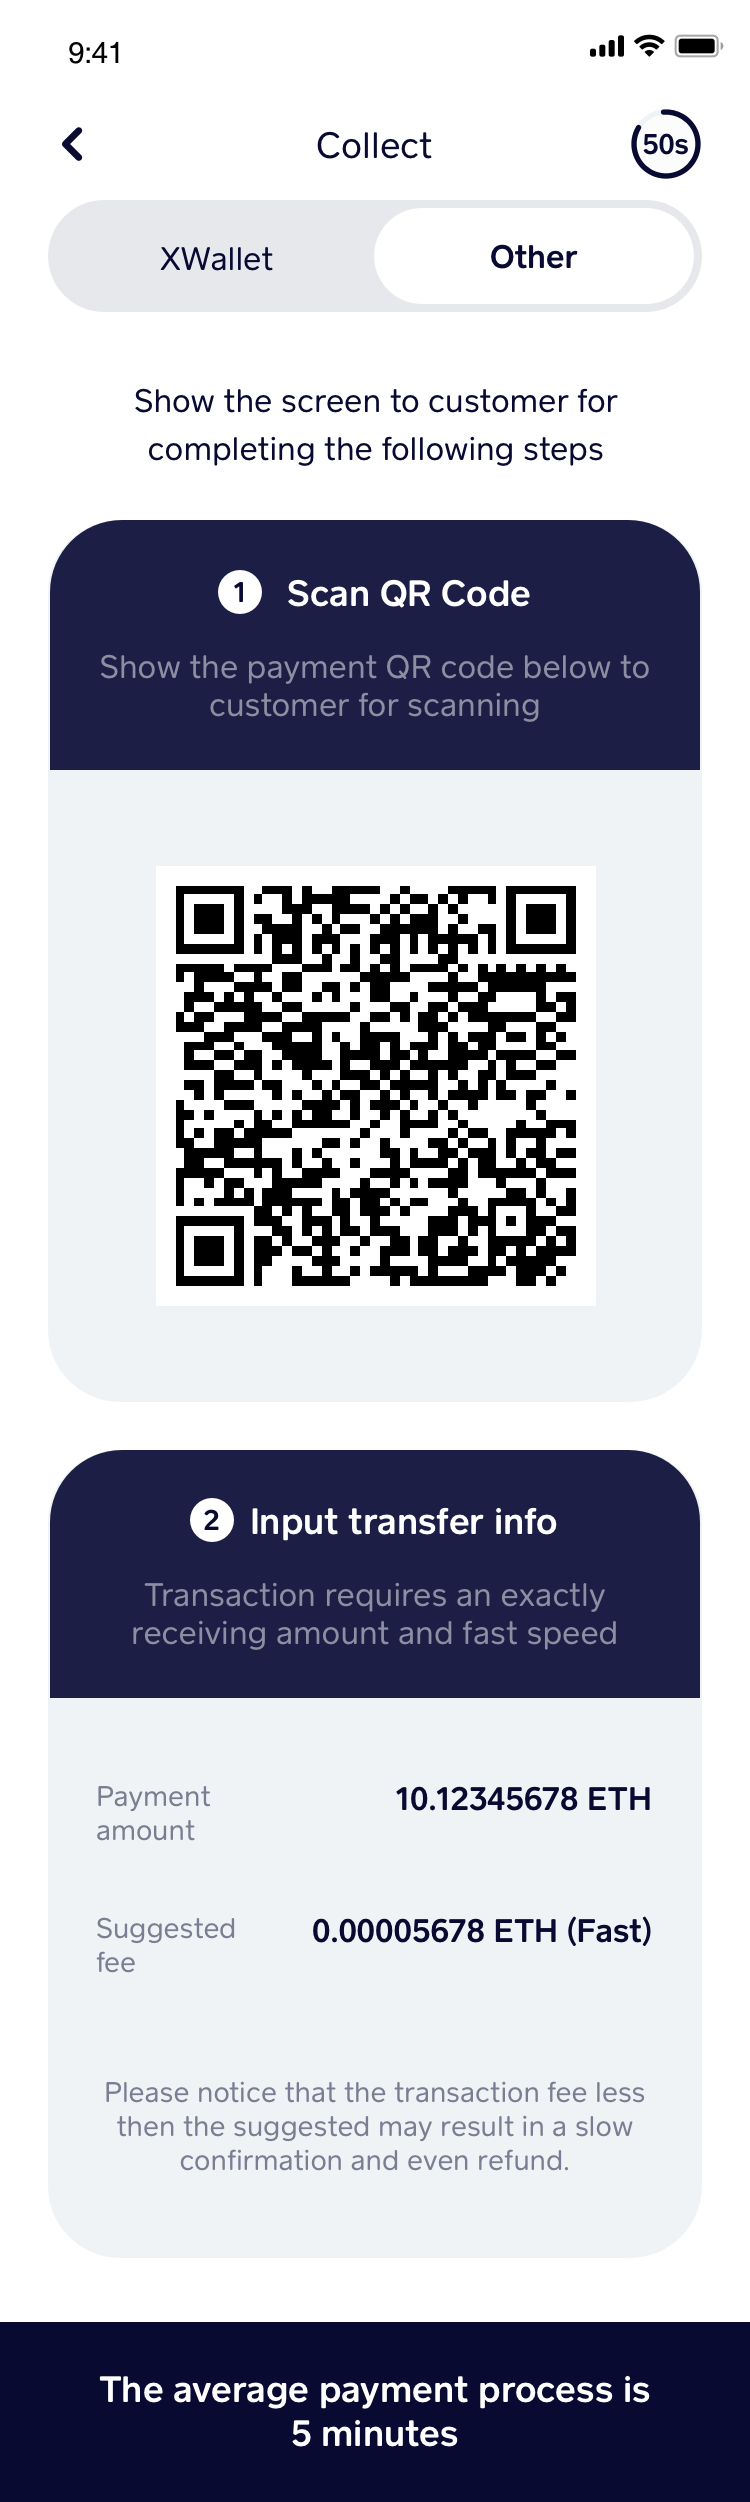 9:41
Collect
50s
XWallet
Other
Show the screen to customer for
completing the following steps
1 Scan QR Code
Show the payment QR code below to
customer for scanning
2 Input transfer info
Transaction requires an exactly
receiving amount and fast speed
Payment
amount
10.12345678 ETH
Suggested
fee
0.00005678 ETH (Fast)
Please notice that the transaction fee less
then the suggested may result in a slow
confirmation and even refund.
The average payment process is
5 minutes